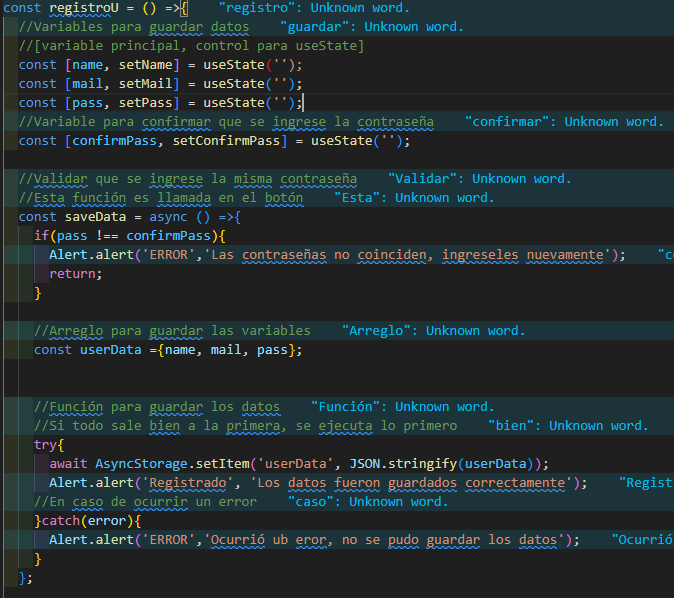 const registroU = () =>{    "registro": Unknown word.
//Variables para guardar datos    "guardar": Unknown word.
//[variable principal, control para useState]
const [name, setName] = useState('');
const [mail, setMail] = useState('');
const [pass, setPass] = useState('');
//Variable para confirmar que se ingrese la contraseña    "confirmar": Unknown word.
const [confirmPass, setConfirmPass] = useState('');
//Validar que se ingrese la misma contraseña    "Validar": Unknown word.
//Esta función es llamada en el botón    "Esta": Unknown word.
const saveData = async () =>{
if(pass !== confirmPass){
Alert.alert('ERROR','Las contraseñas no coinciden, ingreseles nuevamente');    "c
return;
}
//Arreglo para guardar las variables    "Arreglo": Unknown word.
const userData ={name, mail, pass};
//Función para guardar los datos    "Función": Unknown word.
//Si todo sale bien a la primera, se ejecuta lo primero    "bien": Unknown word.
try{
await AsyncStorage.setItem('userData', JSON.stringify(userData));
Alert.alert('Registrado', 'Los datos fueron guardados correctamente');    "Regist
//En caso de ocurrir un error    "caso": Unknown word.
}catch(error){
Alert.alert('ERROR','Ocurrió ub eror, no se pudo guardar los datos');    "Ocurrió
}
};